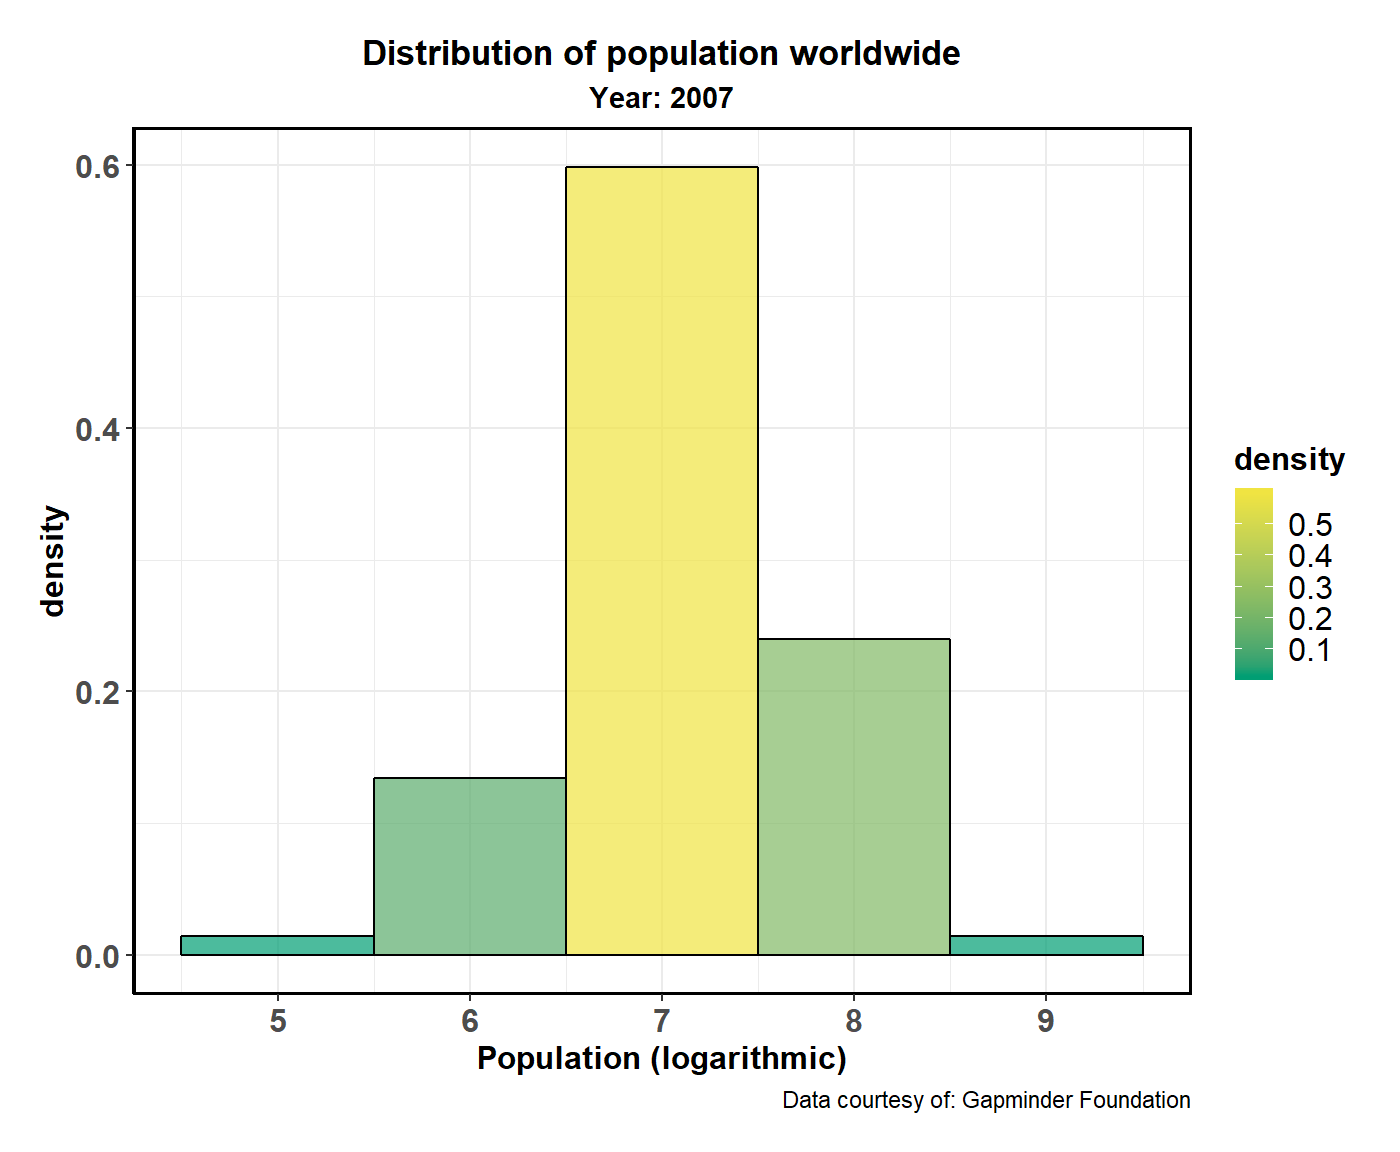 Distribution of population worldwide
Year: 2007
0.6
0.4
0.2
0.0
density
5 6 7 8 9
Population (logarithmic)
Data courtesy of: Gapminder Foundation
density
0.5
0.4
0.3
0.2
0.1